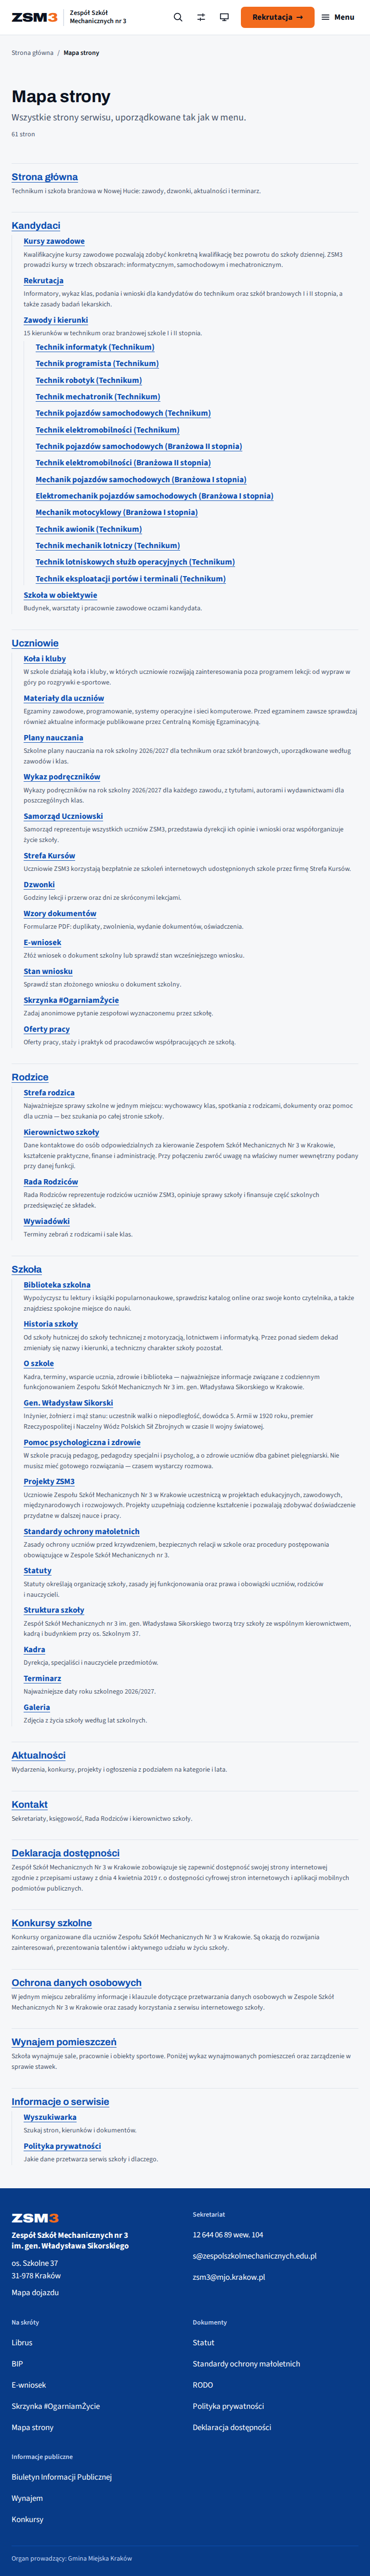 ZSM3
Zespół Szkół
Mechanicznych nr 3
Rekrutacja →
Menu
Strona główna / Mapa strony
Mapa strony
Wszystkie strony serwisu, uporządkowane tak jak w menu.
61 stron
Strona główna
Technikum i szkoła branżowa w Nowej Hucie: zawody, dzwonki, aktualności i terminarz.
Kandydaci
Kursy zawodowe
Kwalifikacyjne kursy zawodowe pozwalają zdobyć konkretną kwalifikację bez powrotu do szkoły dziennej. ZSM3
prowadzi kursy w trzech obszarach: informatycznym, samochodowym i mechatronicznym.
Rekrutacja
Informatory, wykaz klas, podania i wnioski dla kandydatów do technikum oraz szkół branżowych I i II stopnia, a
także zasady badań lekarskich.
Zawody i kierunki
15 kierunków w technikum oraz branżowej szkole I i II stopnia.
Technik informatyk (Technikum)
Technik programista (Technikum)
Technik robotyk (Technikum)
Technik mechatronik (Technikum)
Technik pojazdów samochodowych (Technikum)
Technik elektromobilności (Technikum)
Technik pojazdów samochodowych (Branżowa II stopnia)
Technik elektromobilności (Branżowa II stopnia)
Mechanik pojazdów samochodowych (Branżowa I stopnia)
Elektromechanik pojazdów samochodowych (Branżowa I stopnia)
Mechanik motocyklowy (Branżowa I stopnia)
Technik awionik (Technikum)
Technik mechanik lotniczy (Technikum)
Technik lotniskowych służb operacyjnych (Technikum)
Technik eksploatacji portów i terminali (Technikum)
Szkoła w obiektywie
Budynek, warsztaty i pracownie zawodowe oczami kandydata.
Uczniowie
Koła i kluby
W szkole działają koła i kluby, w których uczniowie rozwijają zainteresowania poza programem lekcji: od wypraw w
góry po rozgrywki e-sportowe.
Materiały dla uczniów
Egzaminy zawodowe, programowanie, systemy operacyjne i sieci komputerowe. Przed egzaminem zawsze sprawdzaj
również aktualne informacje publikowane przez Centralną Komisję Egzaminacyjną.
Plany nauczania
Szkolne plany nauczania na rok szkolny 2026/2027 dla technikum oraz szkół branżowych, uporządkowane według
zawodów i klas.
Wykaz podręczników
Wykazy podręczników na rok szkolny 2026/2027 dla każdego zawodu, z tytułami, autorami i wydawnictwami dla
poszczególnych klas.
Samorząd Uczniowski
Samorząd reprezentuje wszystkich uczniów ZSM3, przedstawia dyrekcji ich opinie i wnioski oraz współorganizuje
życie szkoły.
Strefa Kursów
Uczniowie ZSM3 korzystają bezpłatnie ze szkoleń internetowych udostępnionych szkole przez firmę Strefa Kursów.
Dzwonki
Godziny lekcji i przerw oraz dni ze skróconymi lekcjami.
Wzory dokumentów
Formularze PDF: duplikaty, zwolnienia, wydanie dokumentów, oświadczenia.
E-wniosek
Złóż wniosek o dokument szkolny lub sprawdź stan wcześniejszego wniosku.
Stan wniosku
Sprawdź stan złożonego wniosku o dokument szkolny.
Skrzynka #OgarniamŻycie
Zadaj anonimowe pytanie zespołowi wyznaczonemu przez szkołę.
Oferty pracy
Oferty pracy, staży i praktyk od pracodawców współpracujących ze szkołą.
Rodzice
Strefa rodzica
Najważniejsze sprawy szkolne w jednym miejscu: wychowawcy klas, spotkania z rodzicami, dokumenty oraz pomoc
dla ucznia — bez szukania po całej stronie szkoły.
Kierownictwo szkoły
Dane kontaktowe do osób odpowiedzialnych za kierowanie Zespołem Szkół Mechanicznych Nr 3 w Krakowie,
kształcenie praktyczne, finanse i administrację. Przy połączeniu zwróć uwagę na właściwy numer wewnętrzny podany
przy danej funkcji.
Rada Rodziców
Rada Rodziców reprezentuje rodziców uczniów ZSM3, opiniuje sprawy szkoły i finansuje część szkolnych
przedsięwzięć ze składek.
Wywiadówki
Terminy zebrań z rodzicami i sale klas.
Szkoła
Biblioteka szkolna
Wypożyczysz tu lektury i książki popularnonaukowe, sprawdzisz katalog online oraz swoje konto czytelnika, a także
znajdziesz spokojne miejsce do nauki.
Historia szkoły
Od szkoły hutniczej do szkoły technicznej z motoryzacją, lotnictwem i informatyką. Przez ponad siedem dekad
zmieniały się nazwy i kierunki, a techniczny charakter szkoły pozostał.
O szkole
Kadra, terminy, wsparcie ucznia, zdrowie i biblioteka — najważniejsze informacje związane z codziennym
funkcjonowaniem Zespołu Szkół Mechanicznych Nr 3 im. gen. Władysława Sikorskiego w Krakowie.
Gen. Władysław Sikorski
Inżynier, żołnierz i mąż stanu: uczestnik walki o niepodległość, dowódca 5. Armii w 1920 roku, premier
Rzeczypospolitej i Naczelny Wódz Polskich Sił Zbrojnych w czasie II wojny światowej.
Pomoc psychologiczna i zdrowie
W szkole pracują pedagog, pedagodzy specjalni i psycholog, a o zdrowie uczniów dba gabinet pielęgniarski. Nie
musisz mieć gotowego rozwiązania — czasem wystarczy rozmowa.
Projekty ZSM3
Uczniowie Zespołu Szkół Mechanicznych Nr 3 w Krakowie uczestniczą w projektach edukacyjnych, zawodowych,
międzynarodowych i rozwojowych. Projekty uzupełniają codzienne kształcenie i pozwalają zdobywać doświadczenie
przydatne w dalszej nauce i pracy.
Standardy ochrony małoletnich
Zasady ochrony uczniów przed krzywdzeniem, bezpiecznych relacji w szkole oraz procedury postępowania
obowiązujące w Zespole Szkół Mechanicznych nr 3.
Statuty
Statuty określają organizację szkoły, zasady jej funkcjonowania oraz prawa i obowiązki uczniów, rodziców
i nauczycieli.
Struktura szkoły
Zespół Szkół Mechanicznych nr 3 im. gen. Władysława Sikorskiego tworzą trzy szkoły ze wspólnym kierownictwem,
kadrą i budynkiem przy os. Szkolnym 37.
Kadra
Dyrekcja, specjaliści i nauczyciele przedmiotów.
Terminarz
Najważniejsze daty roku szkolnego 2026/2027.
Galeria
Zdjęcia z życia szkoły według lat szkolnych.
Aktualności
Wydarzenia, konkursy, projekty i ogłoszenia z podziałem na kategorie i lata.
Kontakt
Sekretariaty, księgowość, Rada Rodziców i kierownictwo szkoły.
Deklaracja dostępności
Zespół Szkół Mechanicznych Nr 3 w Krakowie zobowiązuje się zapewnić dostępność swojej strony internetowej
zgodnie z przepisami ustawy z dnia 4 kwietnia 2019 r. o dostępności cyfrowej stron internetowych i aplikacji mobilnych
podmiotów publicznych.
Konkursy szkolne
Konkursy organizowane dla uczniów Zespołu Szkół Mechanicznych Nr 3 w Krakowie. Są okazją do rozwijania
zainteresowań, prezentowania talentów i aktywnego udziału w życiu szkoły.
Ochrona danych osobowych
W jednym miejscu zebraliśmy informacje i klauzule dotyczące przetwarzania danych osobowych w Zespole Szkół
Mechanicznych Nr 3 w Krakowie oraz zasady korzystania z serwisu internetowego szkoły.
Wynajem pomieszczeń
Szkoła wynajmuje sale, pracownie i obiekty sportowe. Poniżej wykaz wynajmowanych pomieszczeń oraz zarządzenie w
sprawie stawek.
Informacje o serwisie
Wyszukiwarka
Szukaj stron, kierunków i dokumentów.
Polityka prywatności
Jakie dane przetwarza serwis szkoły i dlaczego.
ZSM3
Zespół Szkół Mechanicznych nr 3
im. gen. Władysława Sikorskiego
os. Szkolne 37
31-978 Kraków
Mapa dojazdu
Sekretariat
12 644 06 89 wew. 104
s@zespolszkolmechanicznych.edu.pl
zsm3@mjo.krakow.pl
Na skróty
Librus
BIP
E-wniosek
Skrzynka #OgarniamŻycie
Mapa strony
Dokumenty
Statut
Standardy ochrony małoletnich
RODO
Polityka prywatności
Deklaracja dostępności
Informacje publiczne
Biuletyn Informacji Publicznej
Wynajem
Konkursy
Organ prowadzący: Gmina Miejska Kraków